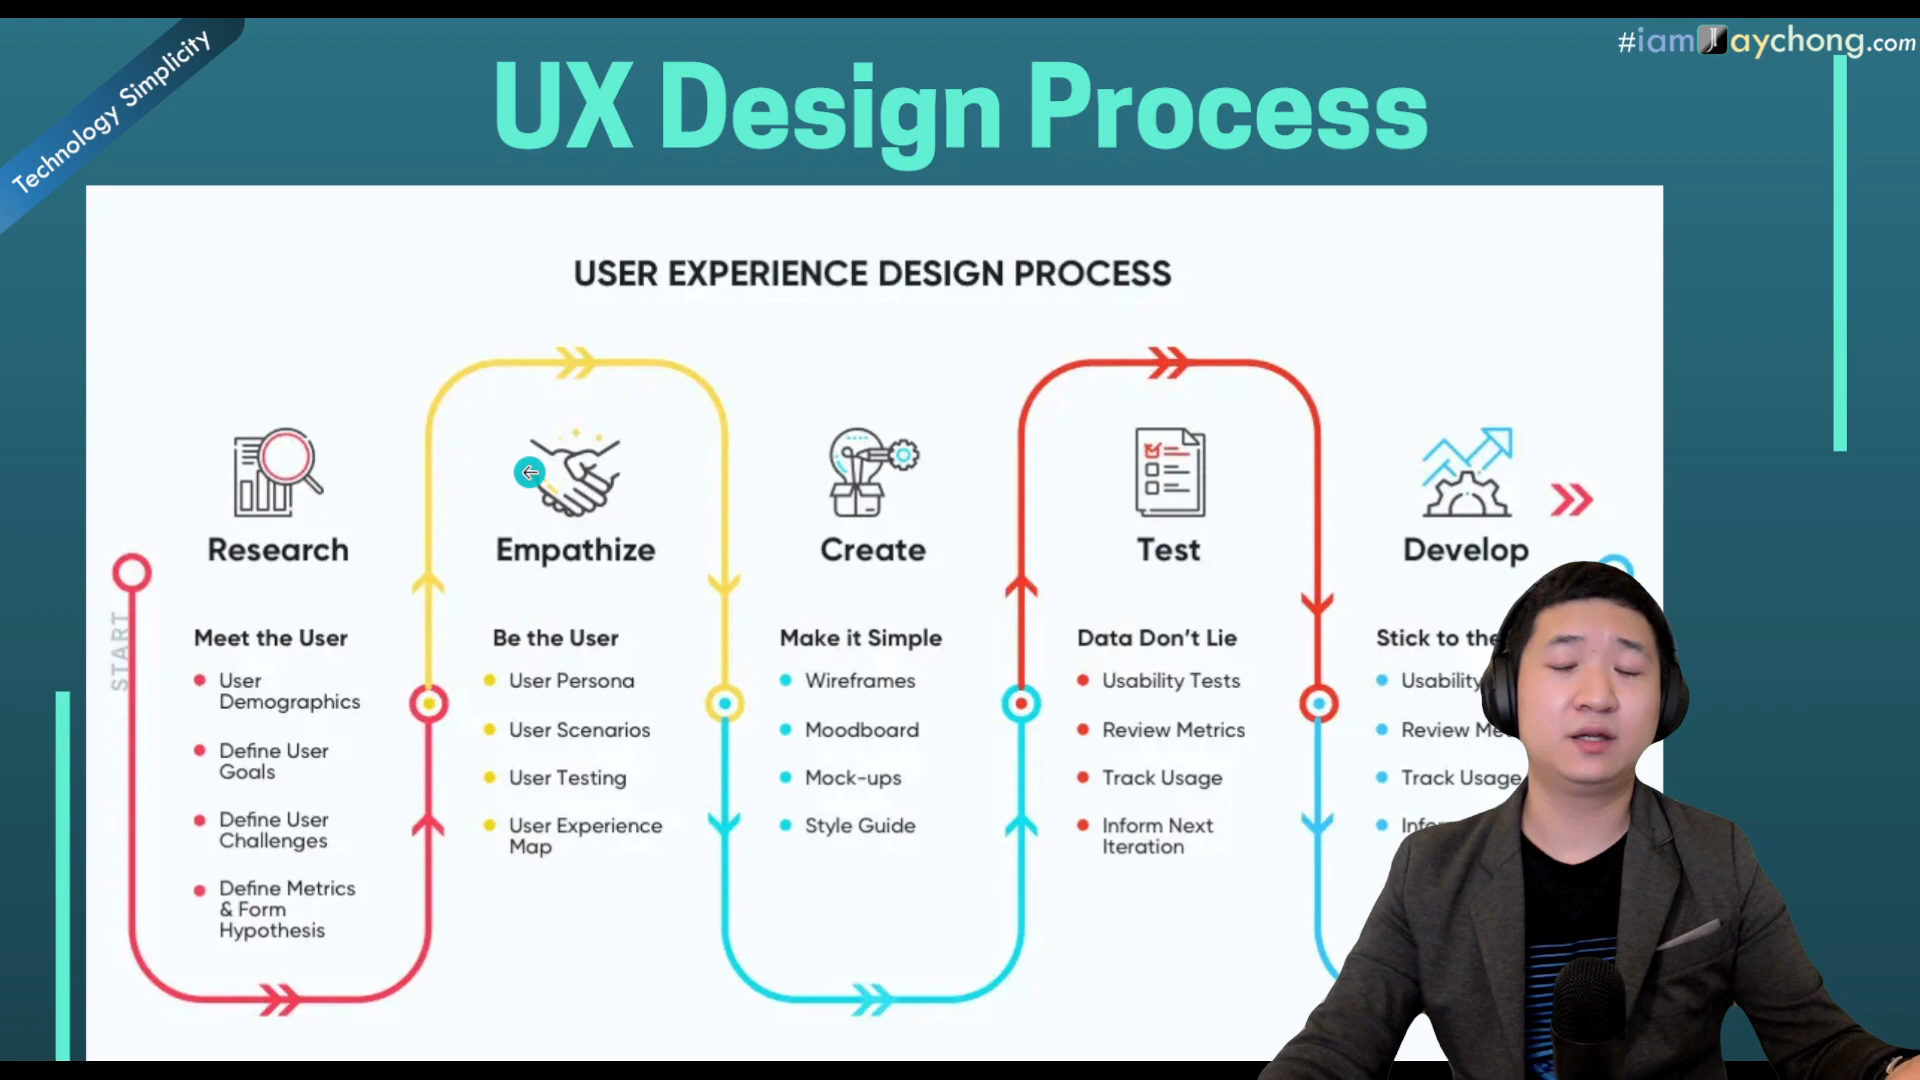 Technology Simplicity
#iamJaychong.com
UX Design Process
USER EXPERIENCE DESIGN PROCESS
START
Research
Meet the User
User
Demographics
Define User
Goals
Define User
Challenges
Define Metrics
& Form
Hypothesis
Empathize
Be the User
User Persona
User Scenarios
User Testing
User Experience
Map
Create
Make it Simple
Wireframes
Moodboard
Mock-ups
Style Guide
Test
Data Don't Lie
Usability Tests
Review Metrics
Track Usage
Inform Next
Iteration
Develop
Stick to the
Usability
Review
Track Usage